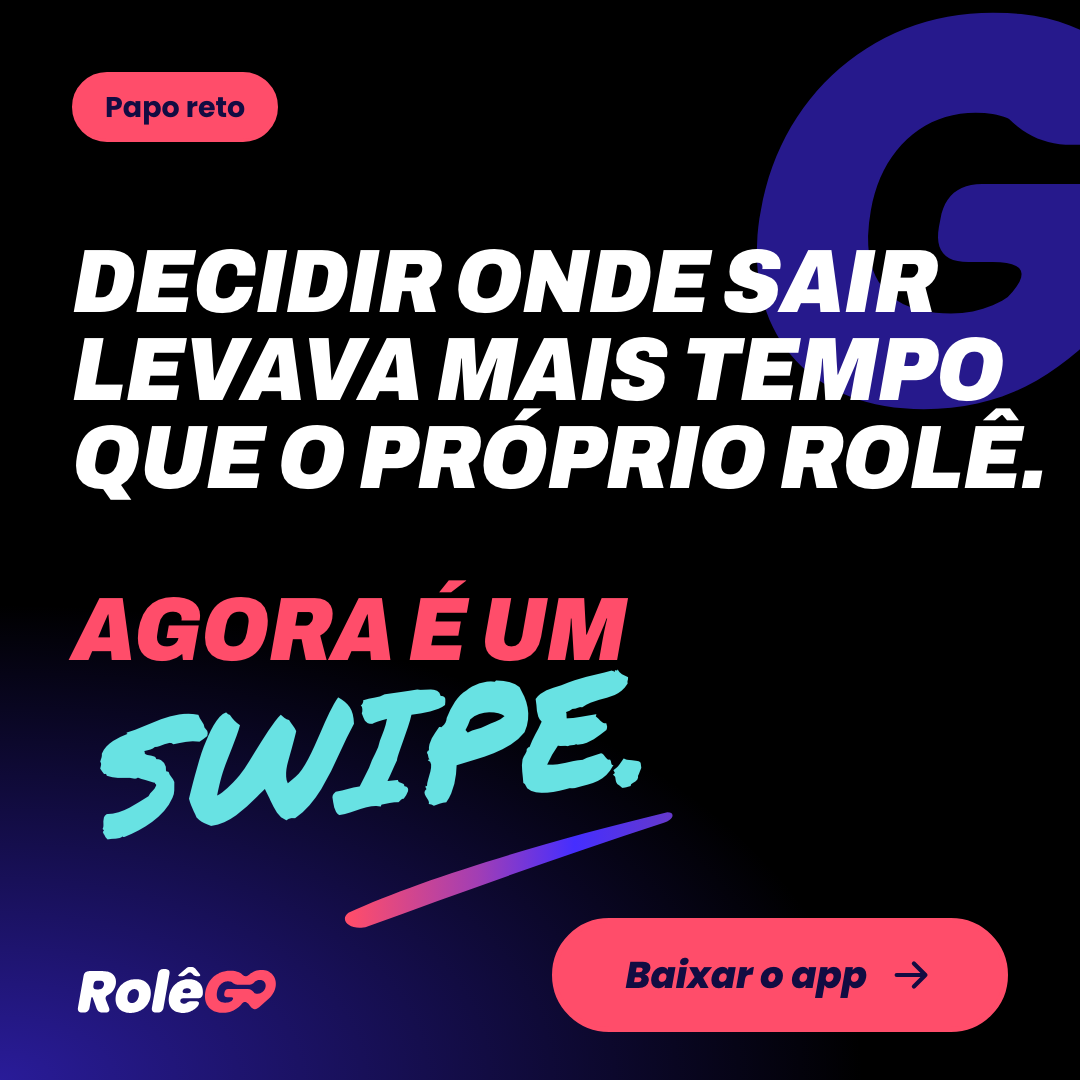 Papo reto
DECIDIR ONDE SAIR
LEVAVA MAIS TEMPO
QUE O PRÓPRIO ROLÊ.
AGORA É UM
SWIPE.
RolêGO
Baixar o app →